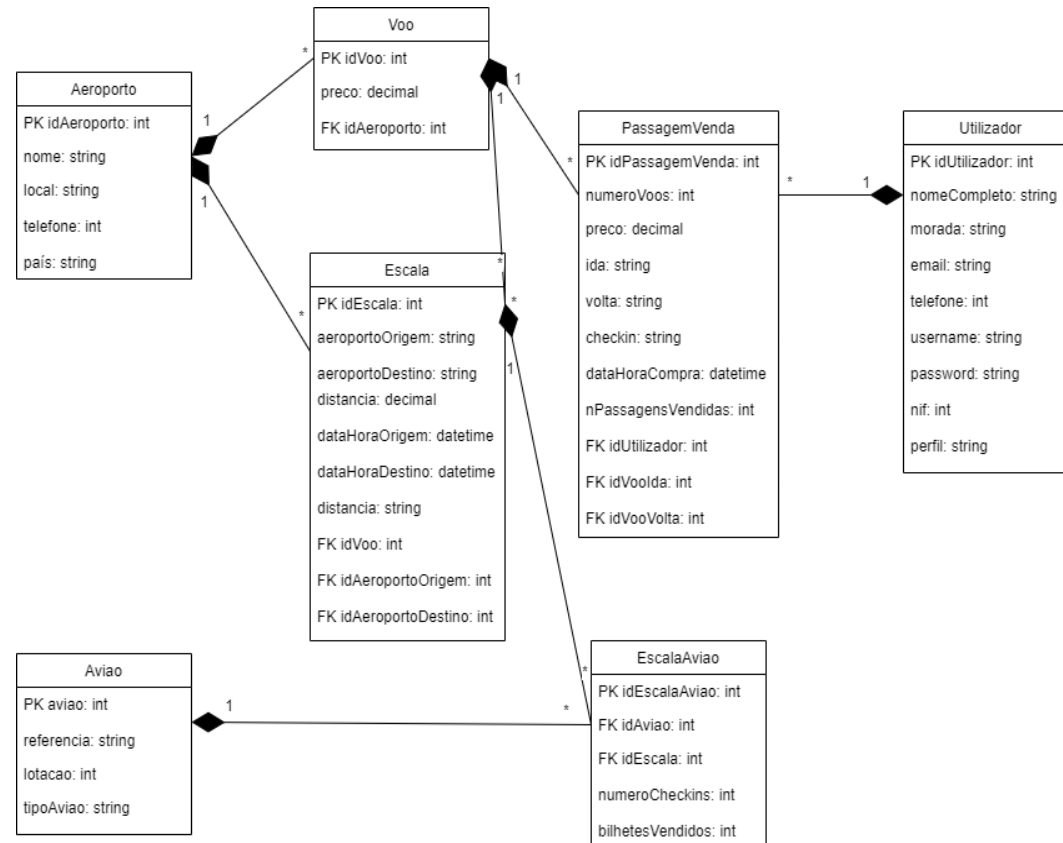 Voo
PK idVoo: int
preco: decimal
FK idAeroporto: int
Aeroporto
PK idAeroporto: int
nome: string
local: string
telefone: int
país: string
1
*
1
*
1
*
1
*
PassagemVenda
PK idPassagemVenda: int
numeroVoos: int
preco: decimal
ida: string
volta: string
checkin: string
dataHoraCompra: datetime
nPassagensVendidas: int
FK idUtilizador: int
FK idVooIda: int
FK idVooVolta: int
*
1
Utilizador
PK idUtilizador: int
nomeCompleto: string
morada: string
email: string
telefone: int
username: string
password: string
nif: int
perfil: string
Escala
PK idEscala: int
aeroportoOrigem: string
aeroportoDestino: string
distancia: decimal
dataHoraOrigem: datetime
dataHoraDestino: datetime
distancia: string
FK idVoo: int
FK idAeroportoOrigem: int
FK idAeroportoDestino: int
*
1
*
Aviao
PK aviao: int
referencia: string
lotacao: int
tipoAviao: string
1
*
EscalaAviao
PK idEscalaAviao: int
FK idAviao: int
FK idEscala: int
numeroCheckins: int
bilhetesVendidos: int